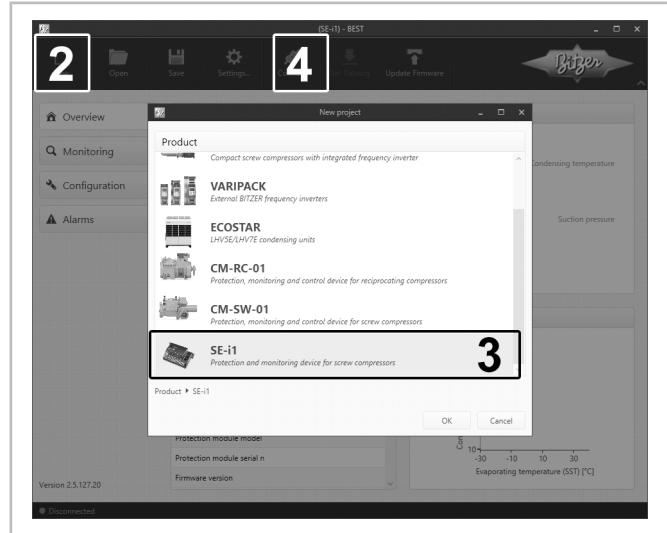 (SE-i1) - BEST
2
Open
Save
Settings...
4
Update Firmware
Bitzer
Overview
Monitoring
Configuration
Alarms
New project
Product
Compact screw compressors with integrated frequency inverter
VARIPACK
External BITZER frequency inverters
ECOSTAR
LHV5E/LHV7E condensing units
CM-RC-01
Protection, monitoring and control device for reciprocating compressors
CM-SW-01
Protection, monitoring and control device for screw compressors
SE-i1
Protection and monitoring device for screw compressors
3
Product ▸ SE-i1
OK Cancel
Condensing temperature
Suction pressure
Protection module model
Protection module serial n
Firmware version
Con
10
-30 -10 10 30
Evaporating temperature (SST) [°C]
Version 2.5.127.20
Disconnected